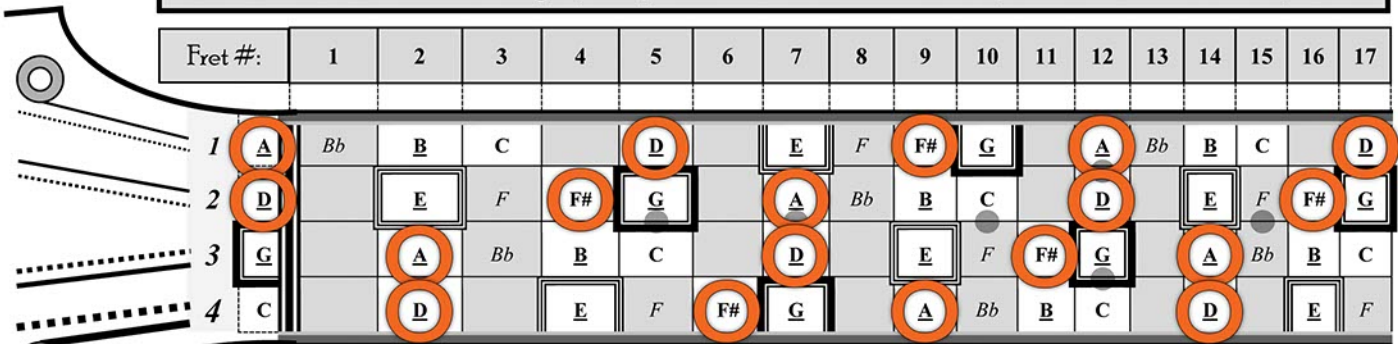 Fret #: 1 2 3 4 5 6 7 8 9 10 11 12 13 14 15 16 17
1 A Bb B C D E F F# G A Bb B C D
2 D E F F# G A Bb B C D E F F# G
3 G A Bb B C D E F F# G A Bb B C
4 C D E F F# G A Bb B C D E F